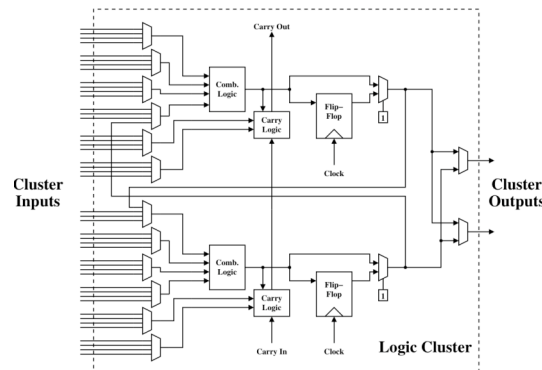 Carry Out
Comb.
Logic
Carry
Logic
Flip-
Flop
1
Clock
Cluster
Inputs
Cluster
Outputs
Comb.
Logic
Carry
Logic
Flip-
Flop
1
Carry In
Clock
Logic Cluster